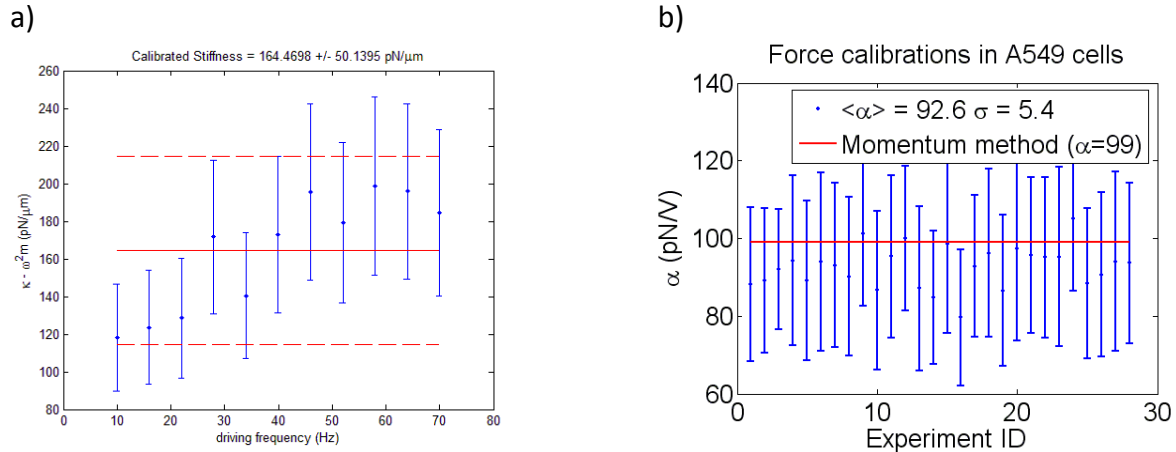 a)
Calibrated Stiffness = 164.4698 +/- 50.1395 pN/μm
260
240
220
200
180
160
140
120
100
80
κ - ω²m (pN/μm)
0 10 20 30 40 50 60 70 80
driving frequency (Hz)
b)
Force calibrations in A549 cells
140
120
100
80
60
α (pN/V)
<α> = 92.6 σ = 5.4
Momentum method (α=99)
0 10 20 30
Experiment ID